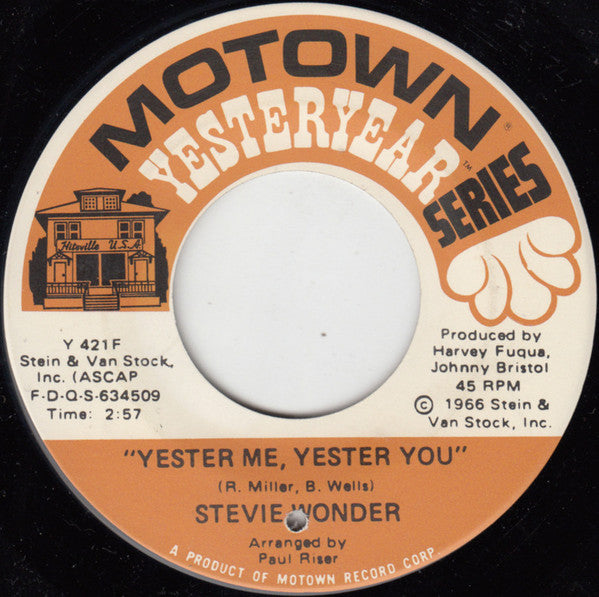 MOTOWN®
YESTERYEAR™
SERIES
Hitsville U.S.A.
Y 421F
Stein & Van Stock,
Inc. (ASCAP
F-D-Q-S-634509
Time: 2:57
Produced by
Harvey Fuqua,
Johnny Bristol
45 RPM
© 1966 Stein &
Van Stock, Inc.
"YESTER ME, YESTER YOU"
(R. Miller, B. Wells)
STEVIE WONDER
Arranged by
Paul Riser
A PRODUCT OF MOTOWN RECORD CORP.